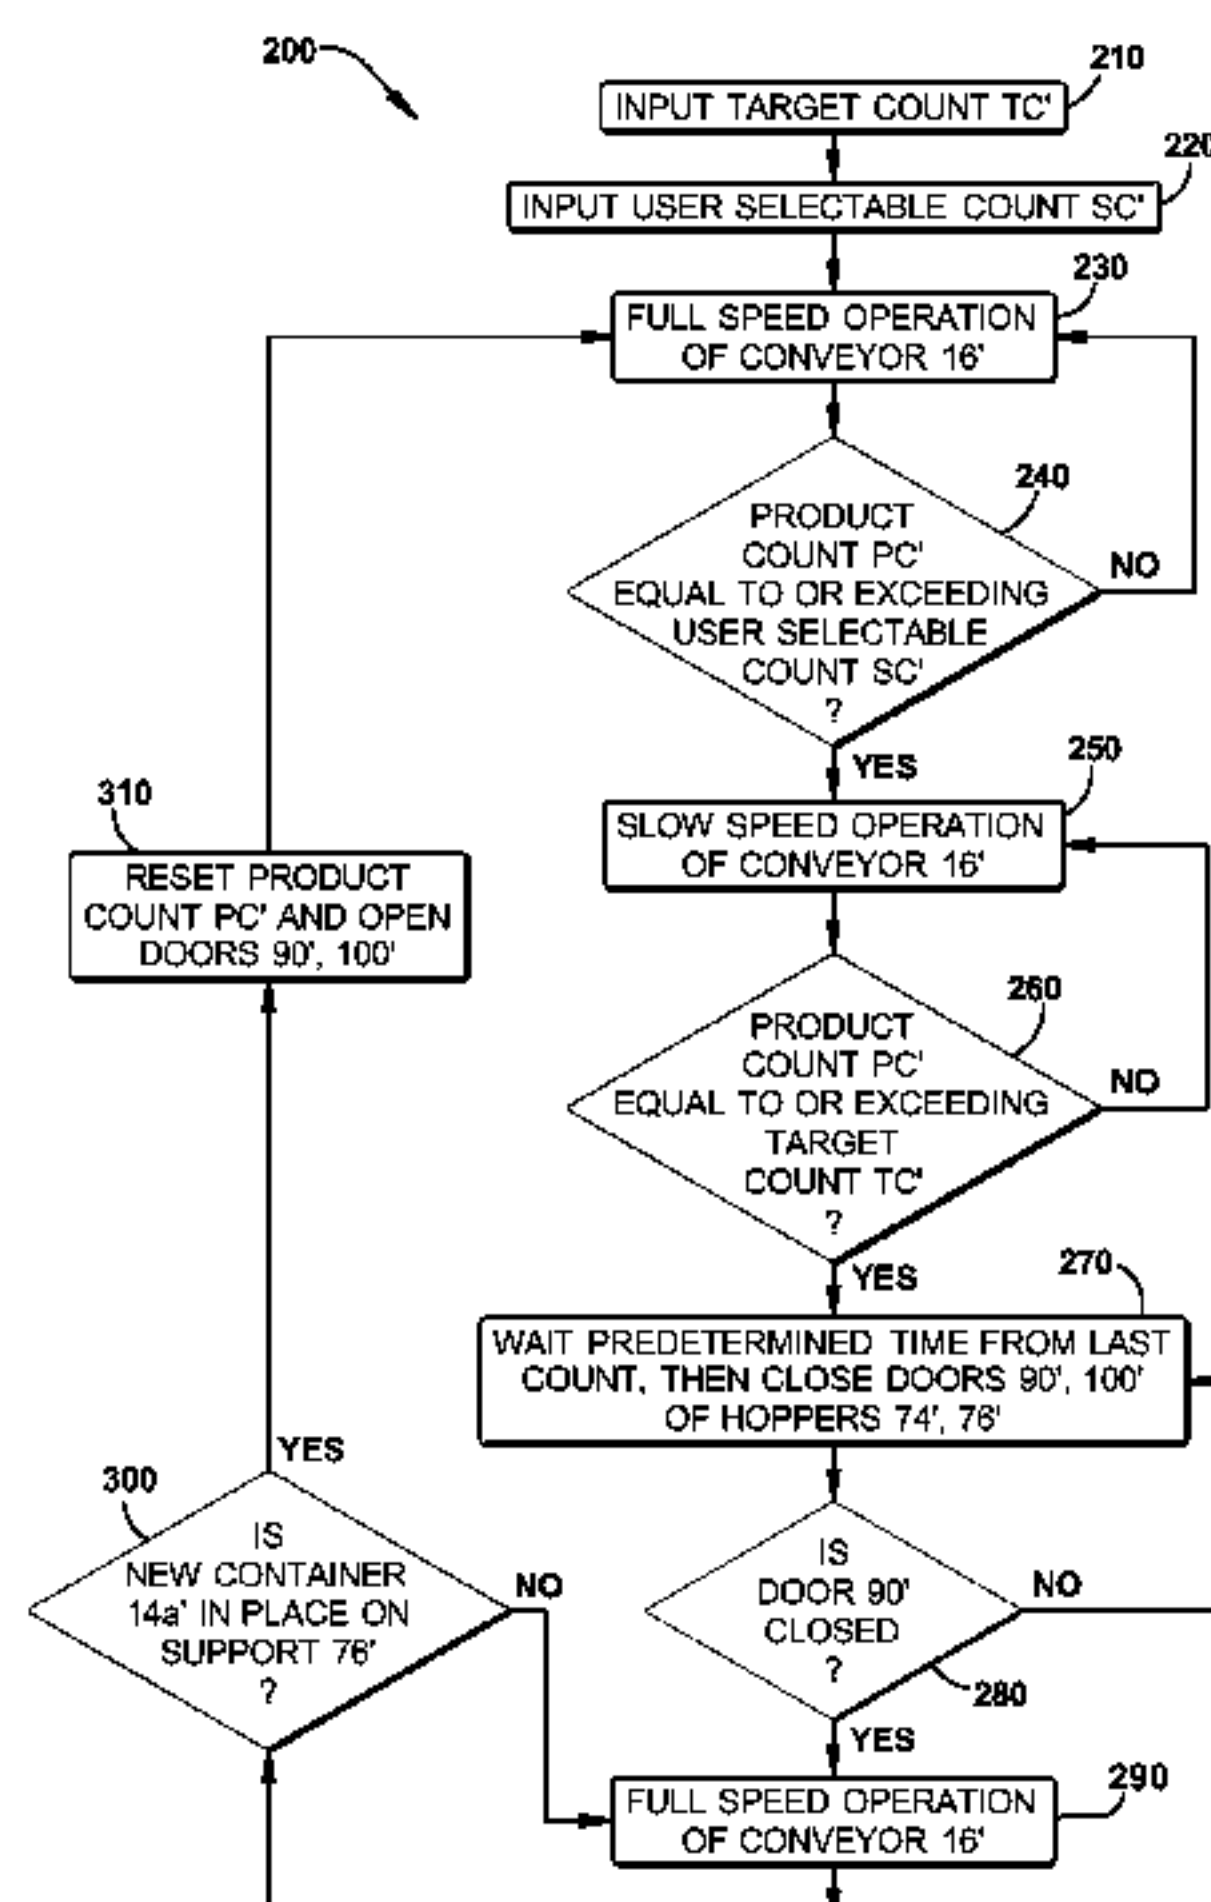 200
210
INPUT TARGET COUNT TC'
220
INPUT USER SELECTABLE COUNT SC'
230
FULL SPEED OPERATION
OF CONVEYOR 16'
240
PRODUCT
COUNT PC'
EQUAL TO OR EXCEEDING
USER SELECTABLE
COUNT SC'
?
NO
YES
250
SLOW SPEED OPERATION
OF CONVEYOR 16'
310
RESET PRODUCT
COUNT PC' AND OPEN
DOORS 90', 100'
260
PRODUCT
COUNT PC'
EQUAL TO OR EXCEEDING
TARGET
COUNT TC'
?
NO
YES
270
WAIT PREDETERMINED TIME FROM LAST
COUNT, THEN CLOSE DOORS 90', 100'
OF HOPPERS 74', 76'
YES
300
IS
NEW CONTAINER
14a' IN PLACE ON
SUPPORT 76'
?
NO
IS
DOOR 90'
CLOSED
?
NO
280
YES
290
FULL SPEED OPERATION
OF CONVEYOR 16'